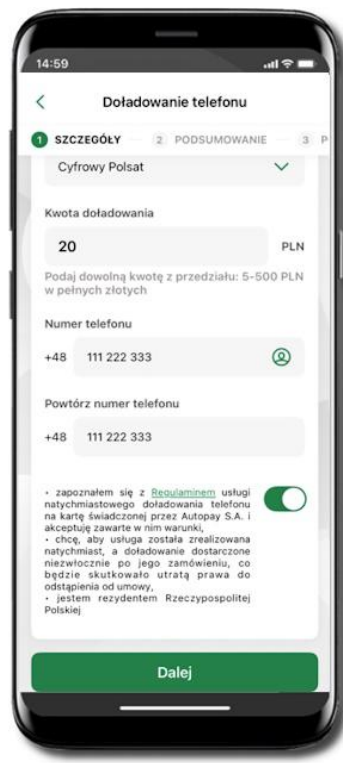 14:59
Doładowanie telefonu
1 SZCZEGÓŁY 2 PODSUMOWANIE 3 P
Cyfrowy Polsat
Kwota doładowania
20 PLN
Podaj dowolną kwotę z przedziału: 5-500 PLN
w pełnych złotych
Numer telefonu
+48 111 222 333
Powtórz numer telefonu
+48 111 222 333
• zapoznałem się z Regulaminem usługi
natychmiastowego doładowania telefonu
na kartę świadczonej przez Autopay S.A. i
akceptuję zawarte w nim warunki,
• chcę, aby usługa została zrealizowana
natychmiast, a doładowanie dostarczone
niezwłocznie po jego zamówieniu, co
będzie skutkowało utratą prawa do
odstąpienia od umowy,
• jestem rezydentem Rzeczypospolitej
Polskiej
Dalej